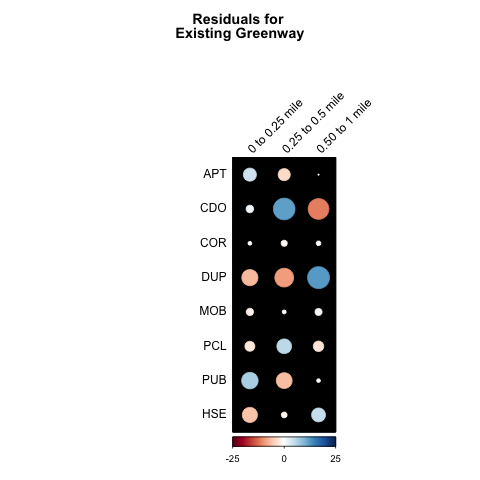 Residuals for
Existing Greenway
0 to 0.25 mile
0.25 to 0.5 mile
0.50 to 1 mile
APT
CDO
COR
DUP
MOB
PCL
PUB
HSE
-25 0 25